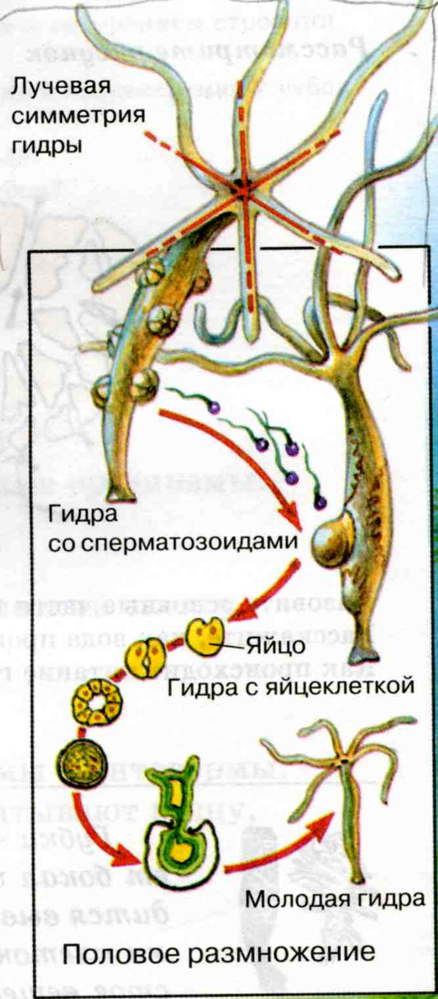 Лучевая
симметрия
гидры
Гидра
со сперматозоидами
Яйцо
Гидра с яйцеклеткой
Молодая гидра
Половое размножение